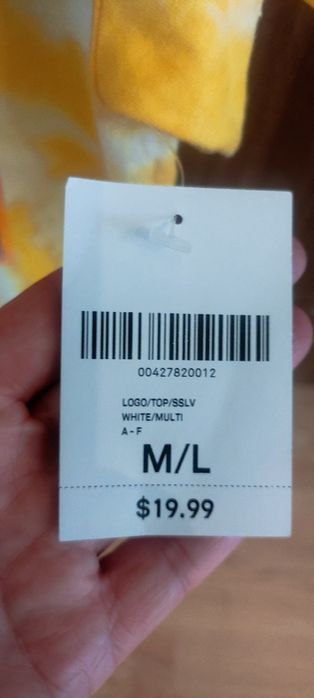 00427820012
LOGO/TOP/SSLV
WHITE/MULTI
A - F
M/L
$19.99